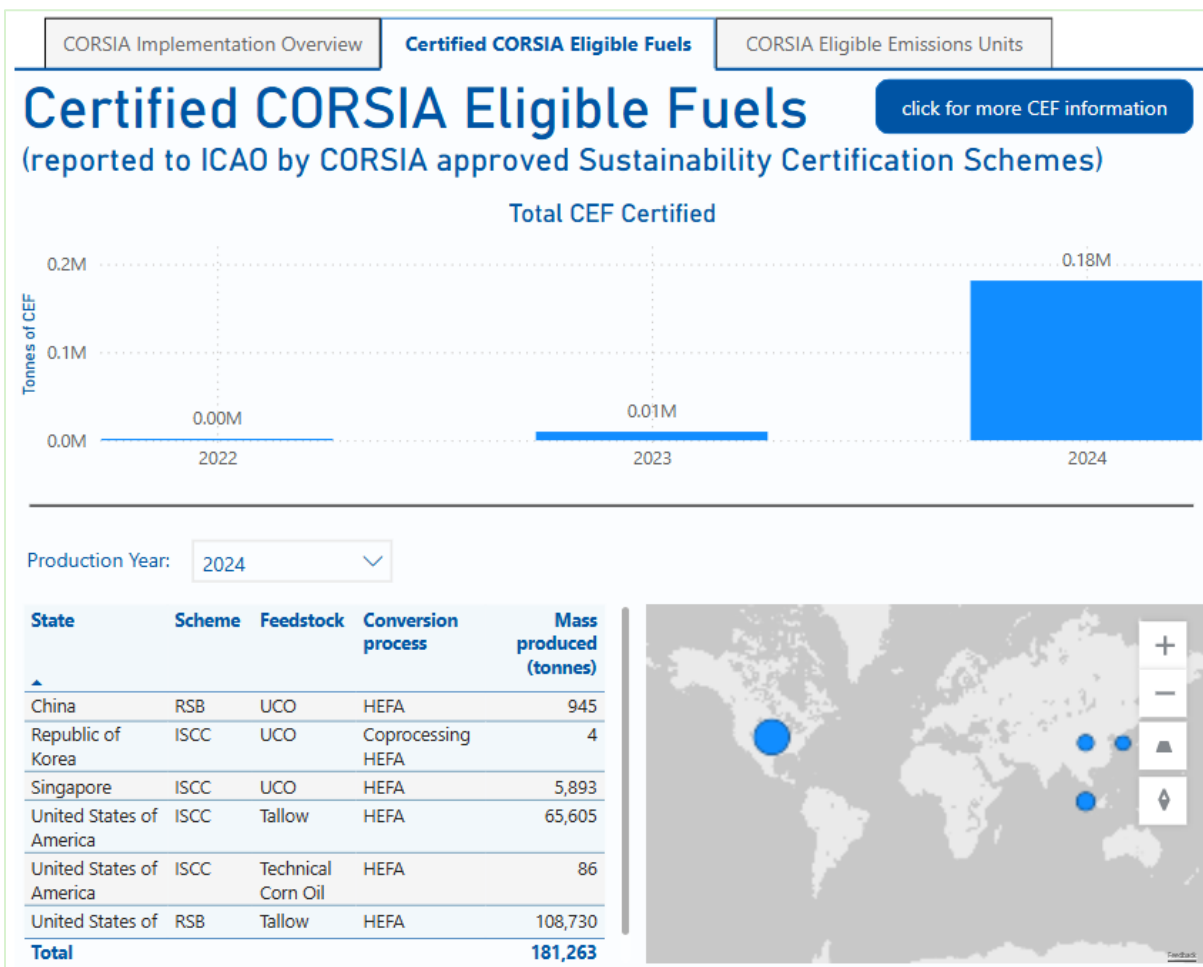 CORSIA Implementation Overview
Certified CORSIA Eligible Fuels
CORSIA Eligible Emissions Units
Certified CORSIA Eligible Fuels
click for more CEF information
(reported to ICAO by CORSIA approved Sustainability Certification Schemes)
Total CEF Certified
Tonnes of CEF
0.2M
0.1M
0.0M
0.00M
0.01M
0.18M
2022
2023
2024
Production Year:
2024
State Scheme Feedstock Conversion Mass
process produced
(tonnes)
China RSB UCO HEFA 945
Republic of ISCC UCO Coprocessing 4
Korea HEFA
Singapore ISCC UCO HEFA 5,893
United States of ISCC Tallow HEFA 65,605
America
United States of ISCC Technical HEFA 86
America Corn Oil
United States of RSB Tallow HEFA 108,730
Total 181,263
Feedback